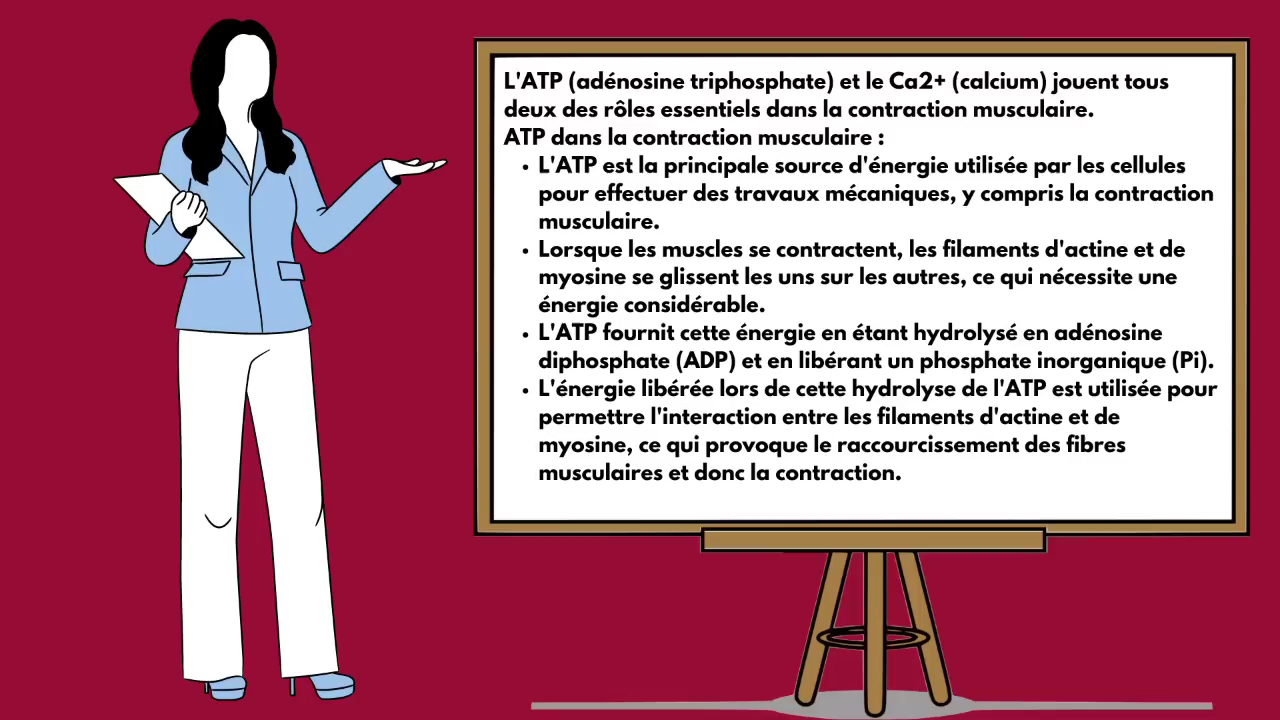 L'ATP (adénosine triphosphate) et le Ca2+ (calcium) jouent tous
deux des rôles essentiels dans la contraction musculaire.
ATP dans la contraction musculaire :
• L'ATP est la principale source d'énergie utilisée par les cellules
pour effectuer des travaux mécaniques, y compris la contraction
musculaire.
• Lorsque les muscles se contractent, les filaments d'actine et de
myosine se glissent les uns sur les autres, ce qui nécessite une
énergie considérable.
• L'ATP fournit cette énergie en étant hydrolysé en adénosine
diphosphate (ADP) et en libérant un phosphate inorganique (Pi).
• L'énergie libérée lors de cette hydrolyse de l'ATP est utilisée pour
permettre l'interaction entre les filaments d'actine et de
myosine, ce qui provoque le raccourcissement des fibres
musculaires et donc la contraction.